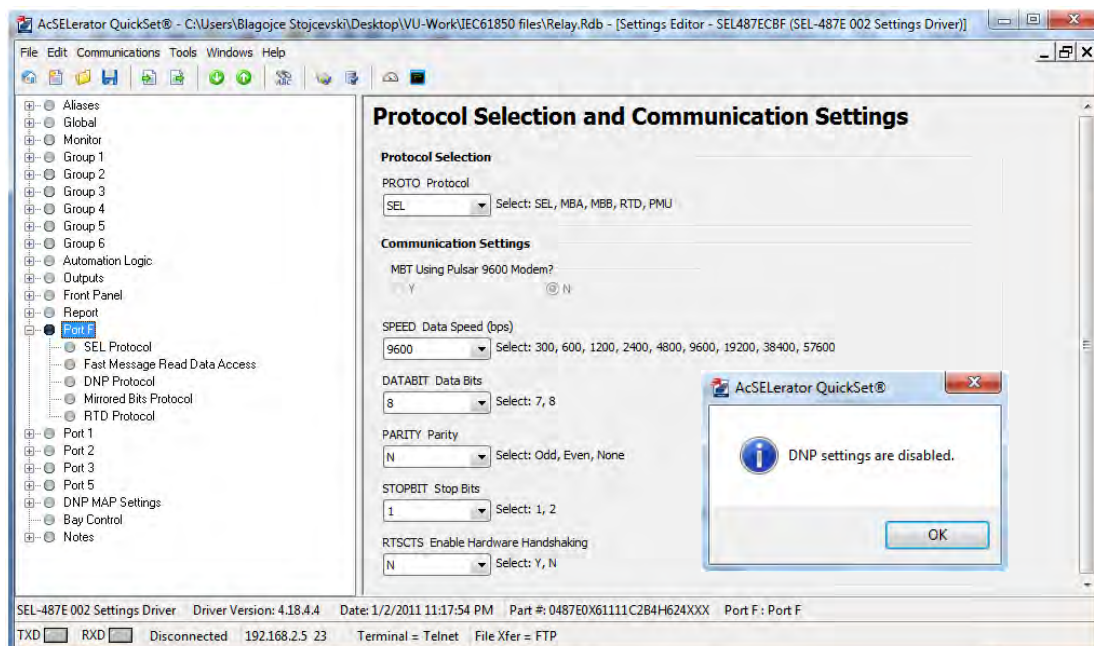 AcSELerator QuickSet® - C:\Users\Blagojce Stojcevski\Desktop\VU-Work\IEC61850 files\Relay.Rdb - [Settings Editor - SEL487ECBF (SEL-487E 002 Settings Driver)]
File Edit Communications Tools Windows Help
Aliases
Global
Monitor
Group 1
Group 2
Group 3
Group 4
Group 5
Group 6
Automation Logic
Outputs
Front Panel
Report
Port F
SEL Protocol
Fast Message Read Data Access
DNP Protocol
Mirrored Bits Protocol
RTD Protocol
Port 1
Port 2
Port 3
Port 5
DNP MAP Settings
Bay Control
Notes
Protocol Selection and Communication Settings
Protocol Selection
PROTO Protocol
SEL Select: SEL, MBA, MBB, RTD, PMU
Communication Settings
MBT Using Pulsar 9600 Modem?
Y N
SPEED Data Speed (bps)
9600 Select: 300, 600, 1200, 2400, 4800, 9600, 19200, 38400, 57600
DATABIT Data Bits
8 Select: 7, 8
PARITY Parity
N Select: Odd, Even, None
STOPBIT Stop Bits
1 Select: 1, 2
RTSCTS Enable Hardware Handshaking
N Select: Y, N
AcSELerator QuickSet®
DNP settings are disabled.
OK
SEL-487E 002 Settings Driver Driver Version: 4.18.4.4 Date: 1/2/2011 11:17:54 PM Part #: 0487E0X61111C2B4H624XXX Port F : Port F
TXD RXD Disconnected 192.168.2.5 23 Terminal = Telnet File Xfer = FTP